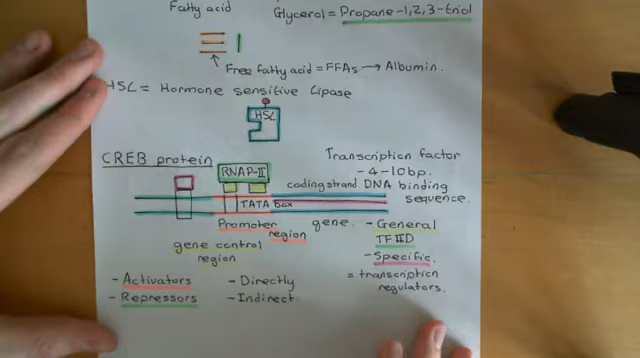 Fatty acid
Glycerol = Propane-1,2,3-triol
Free fatty acid = FFAs → Albumin.
HSL = Hormone sensitive lipase
HSL
CREB protein
RNAP-II
Transcription factor
- 4-10bp.
coding strand DNA binding
sequence.
TATA box
Promoter
region
gene.
gene control
region
- General
TFIID
- Specific.
= transcription
regulators.
- Activators
- Repressors
- Directly
- Indirect